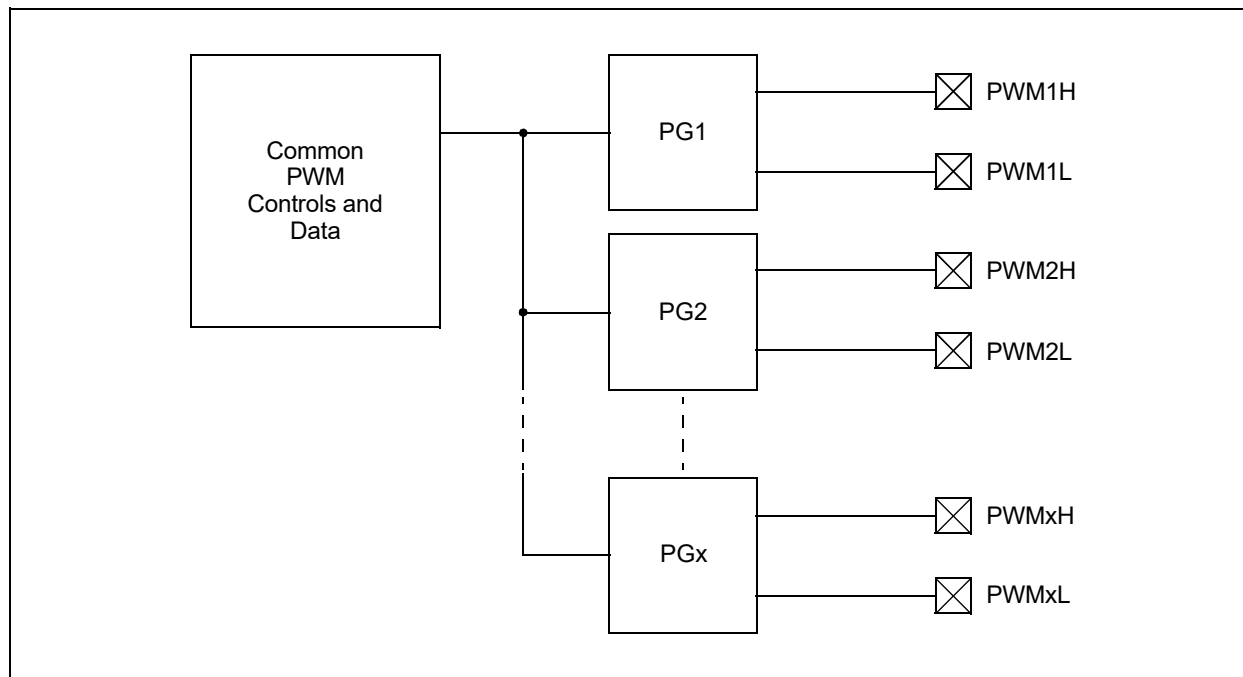 Common
PWM
Controls and
Data
PG1
PWM1H
PWM1L
PG2
PWM2H
PWM2L
PGx
PWMxH
PWMxL